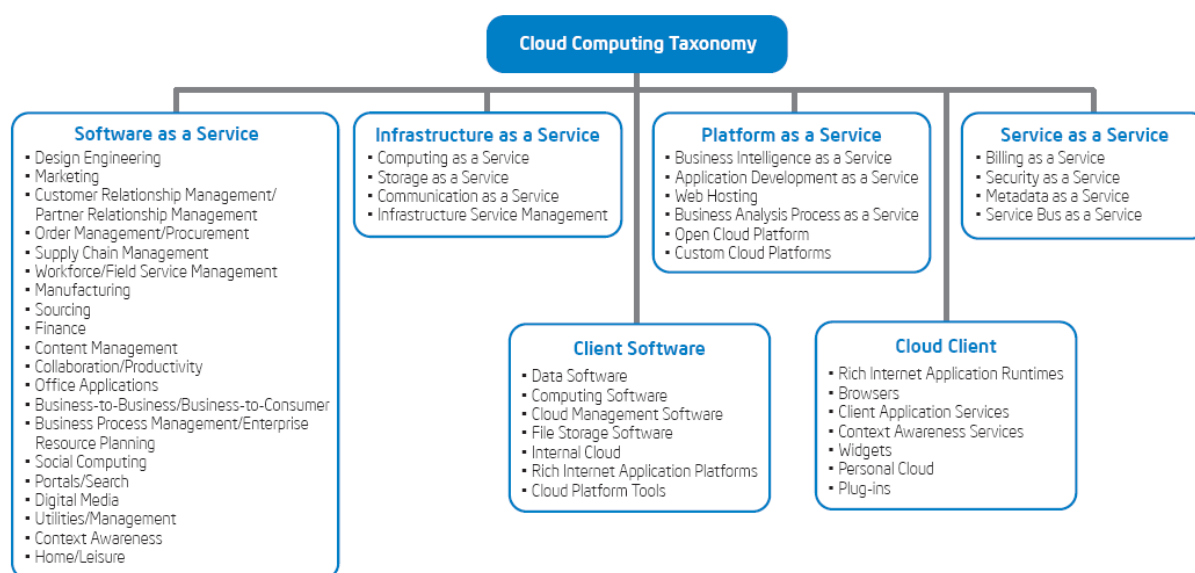 Cloud Computing Taxonomy
Software as a Service
▪ Design Engineering
▪ Marketing
▪ Customer Relationship Management/
Partner Relationship Management
▪ Order Management/Procurement
▪ Supply Chain Management
▪ Workforce/Field Service Management
▪ Manufacturing
▪ Sourcing
▪ Finance
▪ Content Management
▪ Collaboration/Productivity
▪ Office Applications
▪ Business-to-Business/Business-to-Consumer
▪ Business Process Management/Enterprise
Resource Planning
▪ Social Computing
▪ Portals/Search
▪ Digital Media
▪ Utilities/Management
▪ Context Awareness
▪ Home/Leisure
Infrastructure as a Service
▪ Computing as a Service
▪ Storage as a Service
▪ Communication as a Service
▪ Infrastructure Service Management
Platform as a Service
▪ Business Intelligence as a Service
▪ Application Development as a Service
▪ Web Hosting
▪ Business Analysis Process as a Service
▪ Open Cloud Platform
▪ Custom Cloud Platforms
Service as a Service
▪ Billing as a Service
▪ Security as a Service
▪ Metadata as a Service
▪ Service Bus as a Service
Client Software
▪ Data Software
▪ Computing Software
▪ Cloud Management Software
▪ File Storage Software
▪ Internal Cloud
▪ Rich Internet Application Platforms
▪ Cloud Platform Tools
Cloud Client
▪ Rich Internet Application Runtimes
▪ Browsers
▪ Client Application Services
▪ Context Awareness Services
▪ Widgets
▪ Personal Cloud
▪ Plug-ins